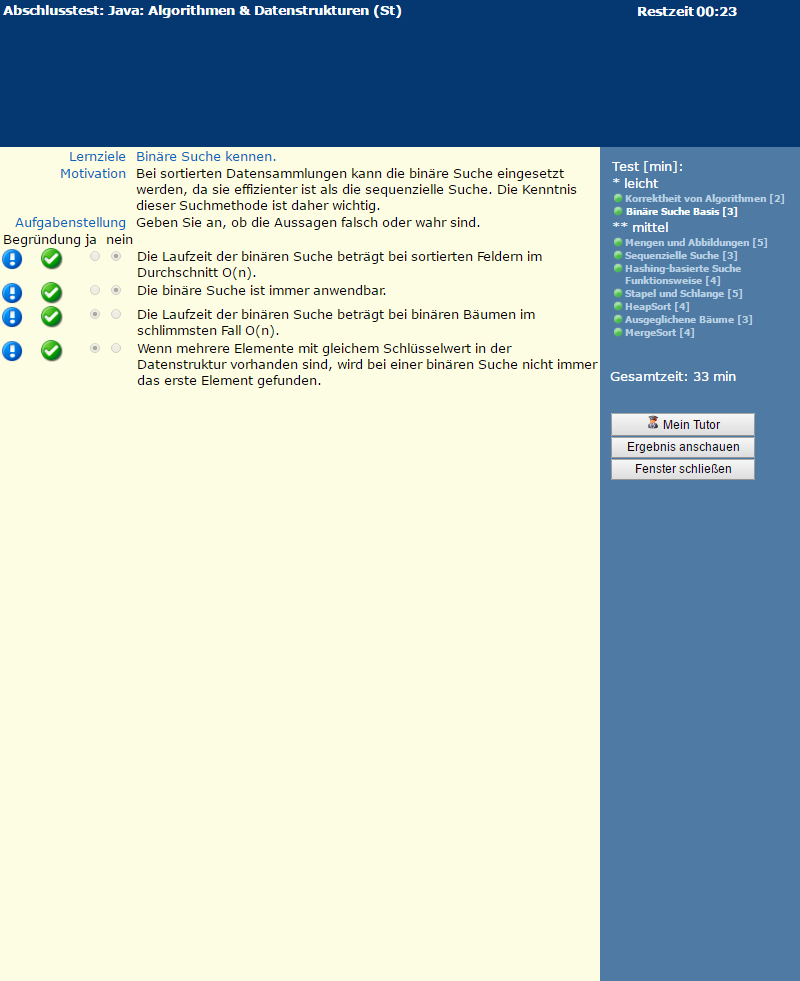 Abschlusstest: Java: Algorithmen & Datenstrukturen (St)
Restzeit 00:23
Lernziele Binäre Suche kennen.
Motivation Bei sortierten Datensammlungen kann die binäre Suche eingesetzt
werden, da sie effizienter ist als die sequenzielle Suche. Die Kenntnis
dieser Suchmethode ist daher wichtig.
Aufgabenstellung Geben Sie an, ob die Aussagen falsch oder wahr sind.
Begründung ja nein
Die Laufzeit der binären Suche beträgt bei sortierten Feldern im
Durchschnitt O(n).
Die binäre Suche ist immer anwendbar.
Die Laufzeit der binären Suche beträgt bei binären Bäumen im
schlimmsten Fall O(n).
Wenn mehrere Elemente mit gleichem Schlüsselwert in der
Datenstruktur vorhanden sind, wird bei einer binären Suche nicht immer
das erste Element gefunden.
Test [min]:
* leicht
Korrektheit von Algorithmen [2]
Binäre Suche Basis [3]
** mittel
Mengen und Abbildungen [5]
Sequenzielle Suche [3]
Hashing-basierte Suche
Funktionsweise [4]
Stapel und Schlange [5]
HeapSort [4]
Ausgeglichene Bäume [3]
MergeSort [4]
Gesamtzeit: 33 min
Mein Tutor
Ergebnis anschauen
Fenster schließen